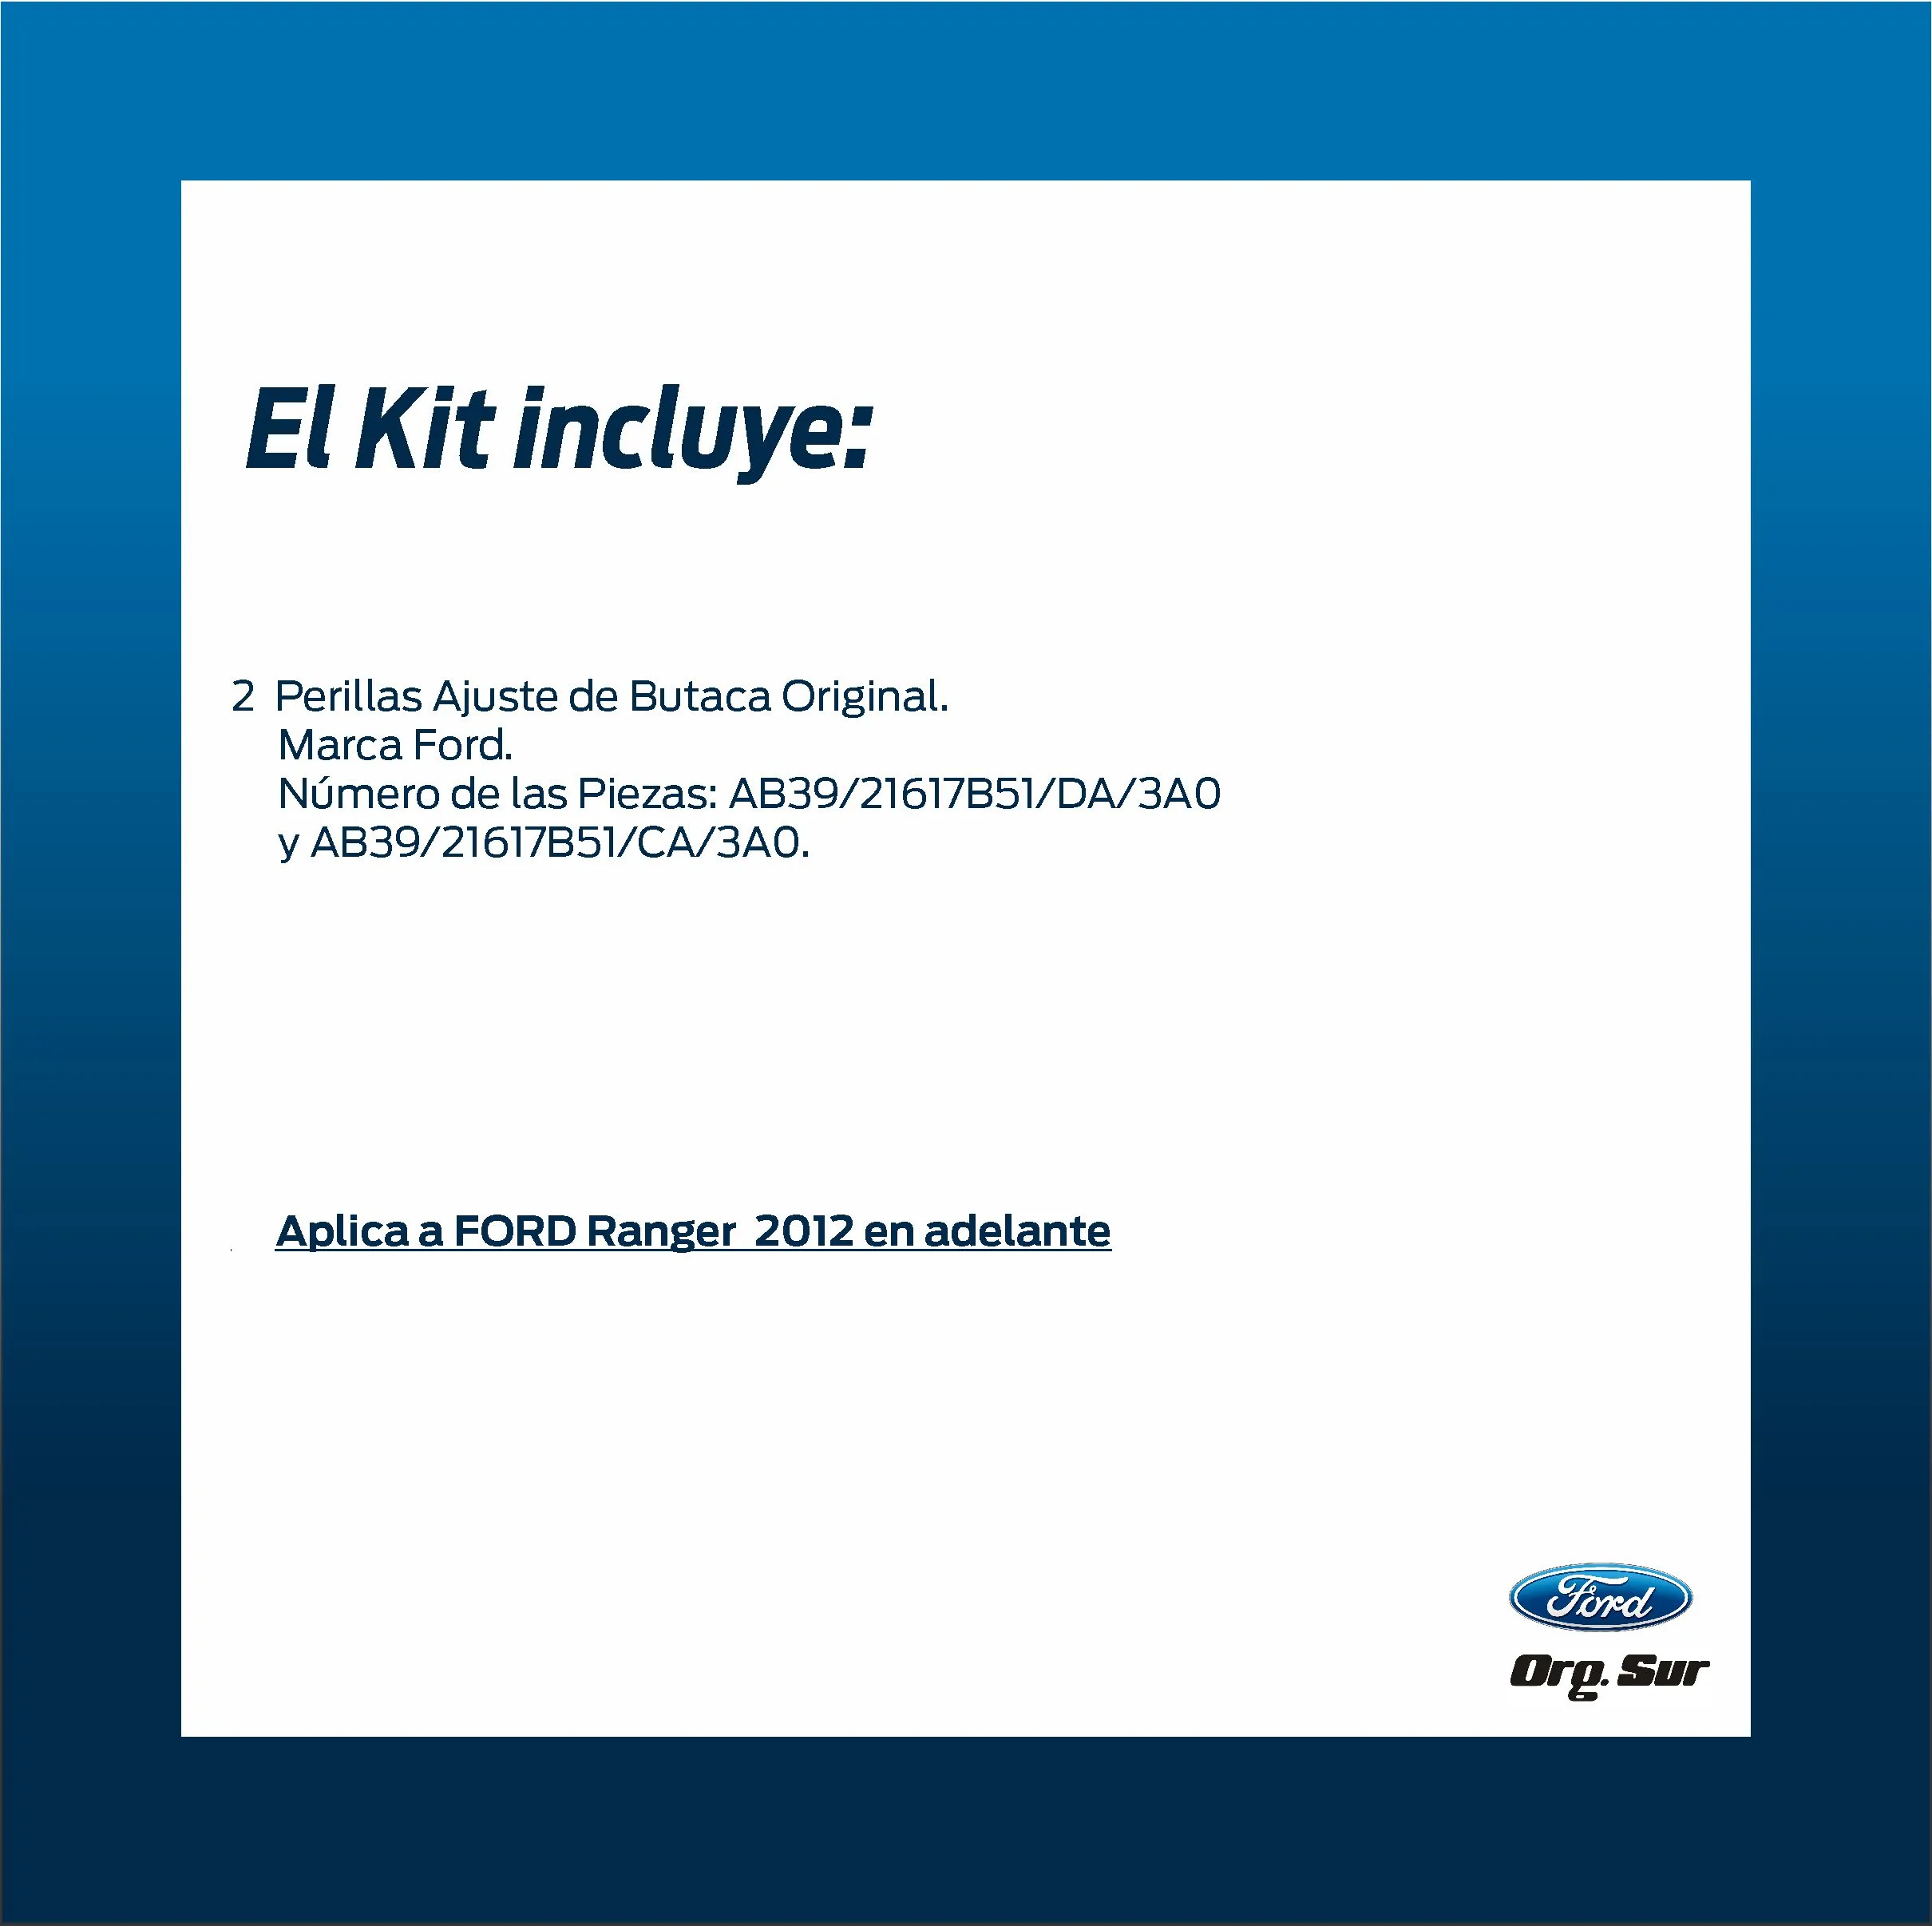 El Kit incluye:
2 Perillas Ajuste de Butaca Original.
Marca Ford.
Número de las Piezas: AB39/21617B51/DA/3A0
y AB39/21617B51/CA/3A0.
Aplica a FORD Ranger 2012 en adelante
Ford
Org. Sur